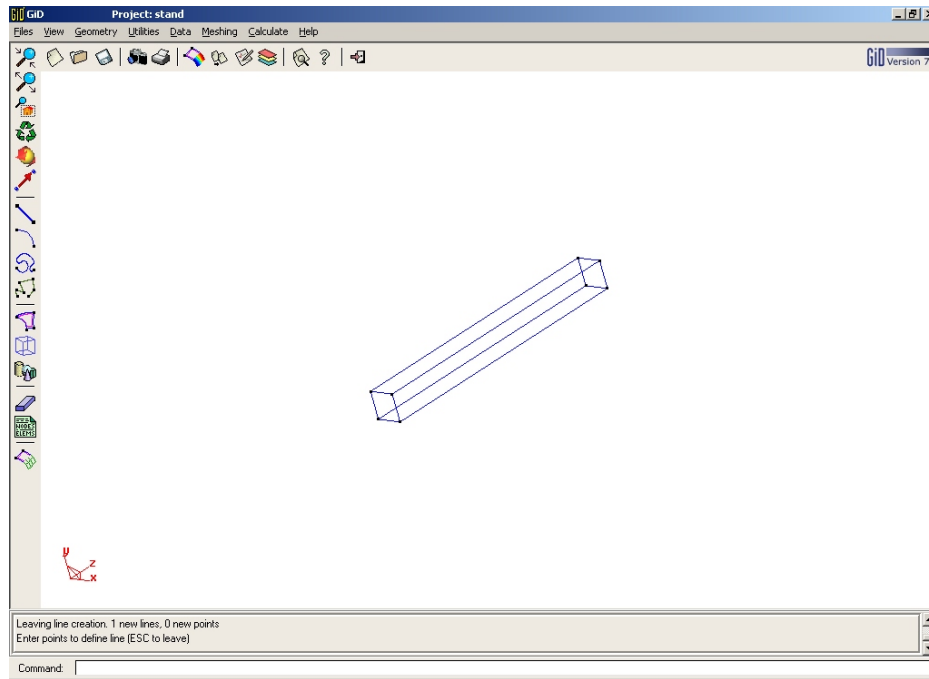 GiD GiD Project: stand
Files View Geometry Utilities Data Meshing Calculate Help
GiD Version 7
y
z
x
Leaving line creation. 1 new lines, 0 new points
Enter points to define line (ESC to leave)
Command: